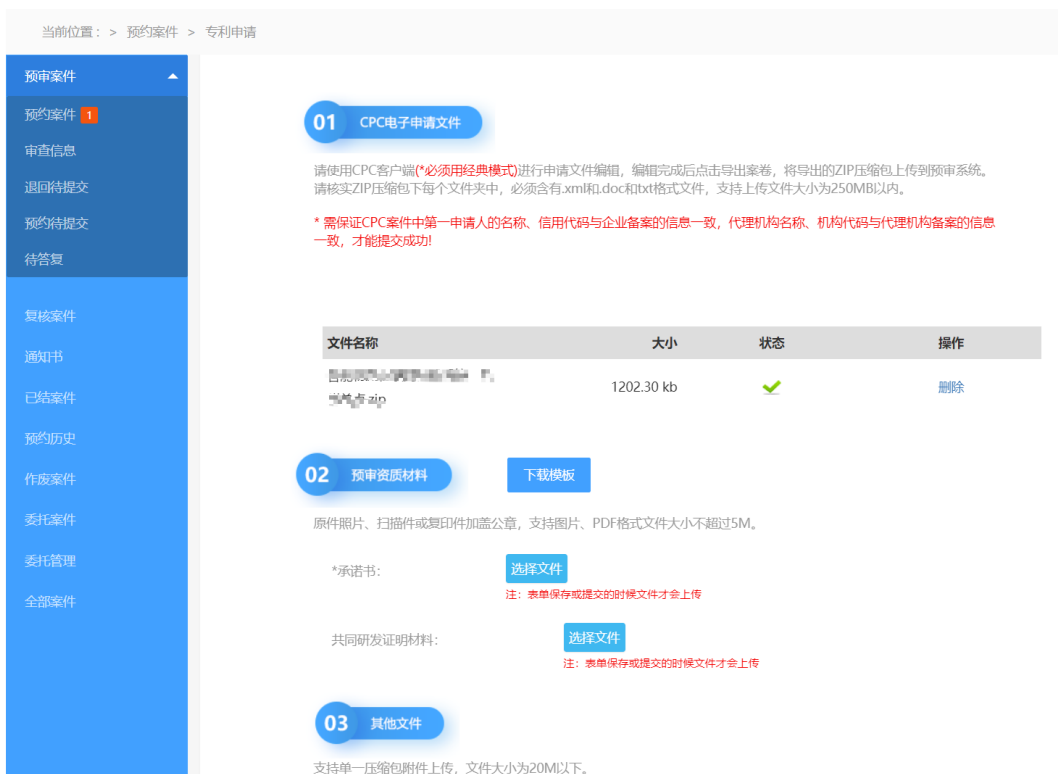 当前位置： > 预约案件 > 专利申请
预审案件
预约案件 1
审查信息
退回待提交
预约待提交
待答复
复核案件
通知书
已结案件
预约历史
作废案件
委托案件
委托管理
全部案件
01 CPC电子申请文件
请使用CPC客户端(*必须用经典模式)进行申请文件编辑，编辑完成后点击导出案卷，将导出的ZIP压缩包上传到预审系统。
请核实ZIP压缩包下每个文件夹中，必须含有.xml和.doc和txt格式文件，支持上传文件大小为250MB以内。
* 需保证CPC案件中第一申请人的名称、信用代码与企业备案的信息一致，代理机构名称、机构代码与代理机构备案的信息
一致，才能提交成功!
文件名称 大小 状态 操作
.zip 1202.30 kb 删除
02 预审资质材料 下载模板
原件照片、扫描件或复印件加盖公章，支持图片、PDF格式文件大小不超过5M。
*承诺书： 选择文件
注：表单保存或提交的时候文件才会上传
共同研发证明材料： 选择文件
注：表单保存或提交的时候文件才会上传
03 其他文件
支持单一压缩包附件上传，文件大小为20M以下。